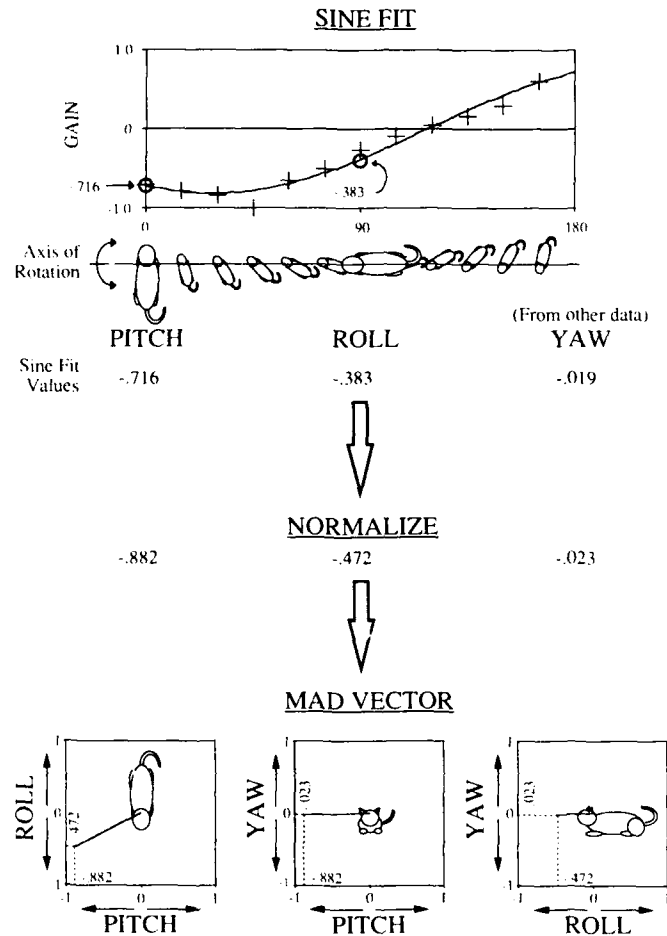 SINE FIT
1.0
GAIN
0
-.716
-.383
-1.0
0 90 180
Axis of
Rotation
(From other data)
PITCH ROLL YAW
Sine Fit
Values
-.716 -.383 -.019
NORMALIZE
-.882 -.472 -.023
MAD VECTOR
1 1 1
ROLL YAW YAW
.472 .023 .023
0 0 0
-.882 -.882 -.472
-1 -1 -1
-1 0 1 -1 0 1 -1 0 1
PITCH PITCH ROLL